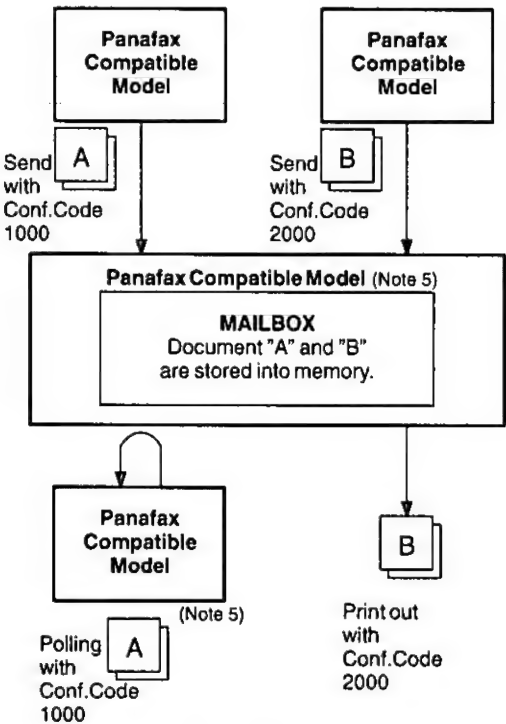 Panafax
Compatible
Model
Panafax
Compatible
Model
Send
with
Conf.Code
1000
A
Send
with
Conf.Code
2000
B
Panafax Compatible Model (Note 5)
MAILBOX
Document "A" and "B"
are stored into memory.
Panafax
Compatible
Model
(Note 5)
Polling
with
Conf.Code
1000
A
B
Print out
with
Conf.Code
2000